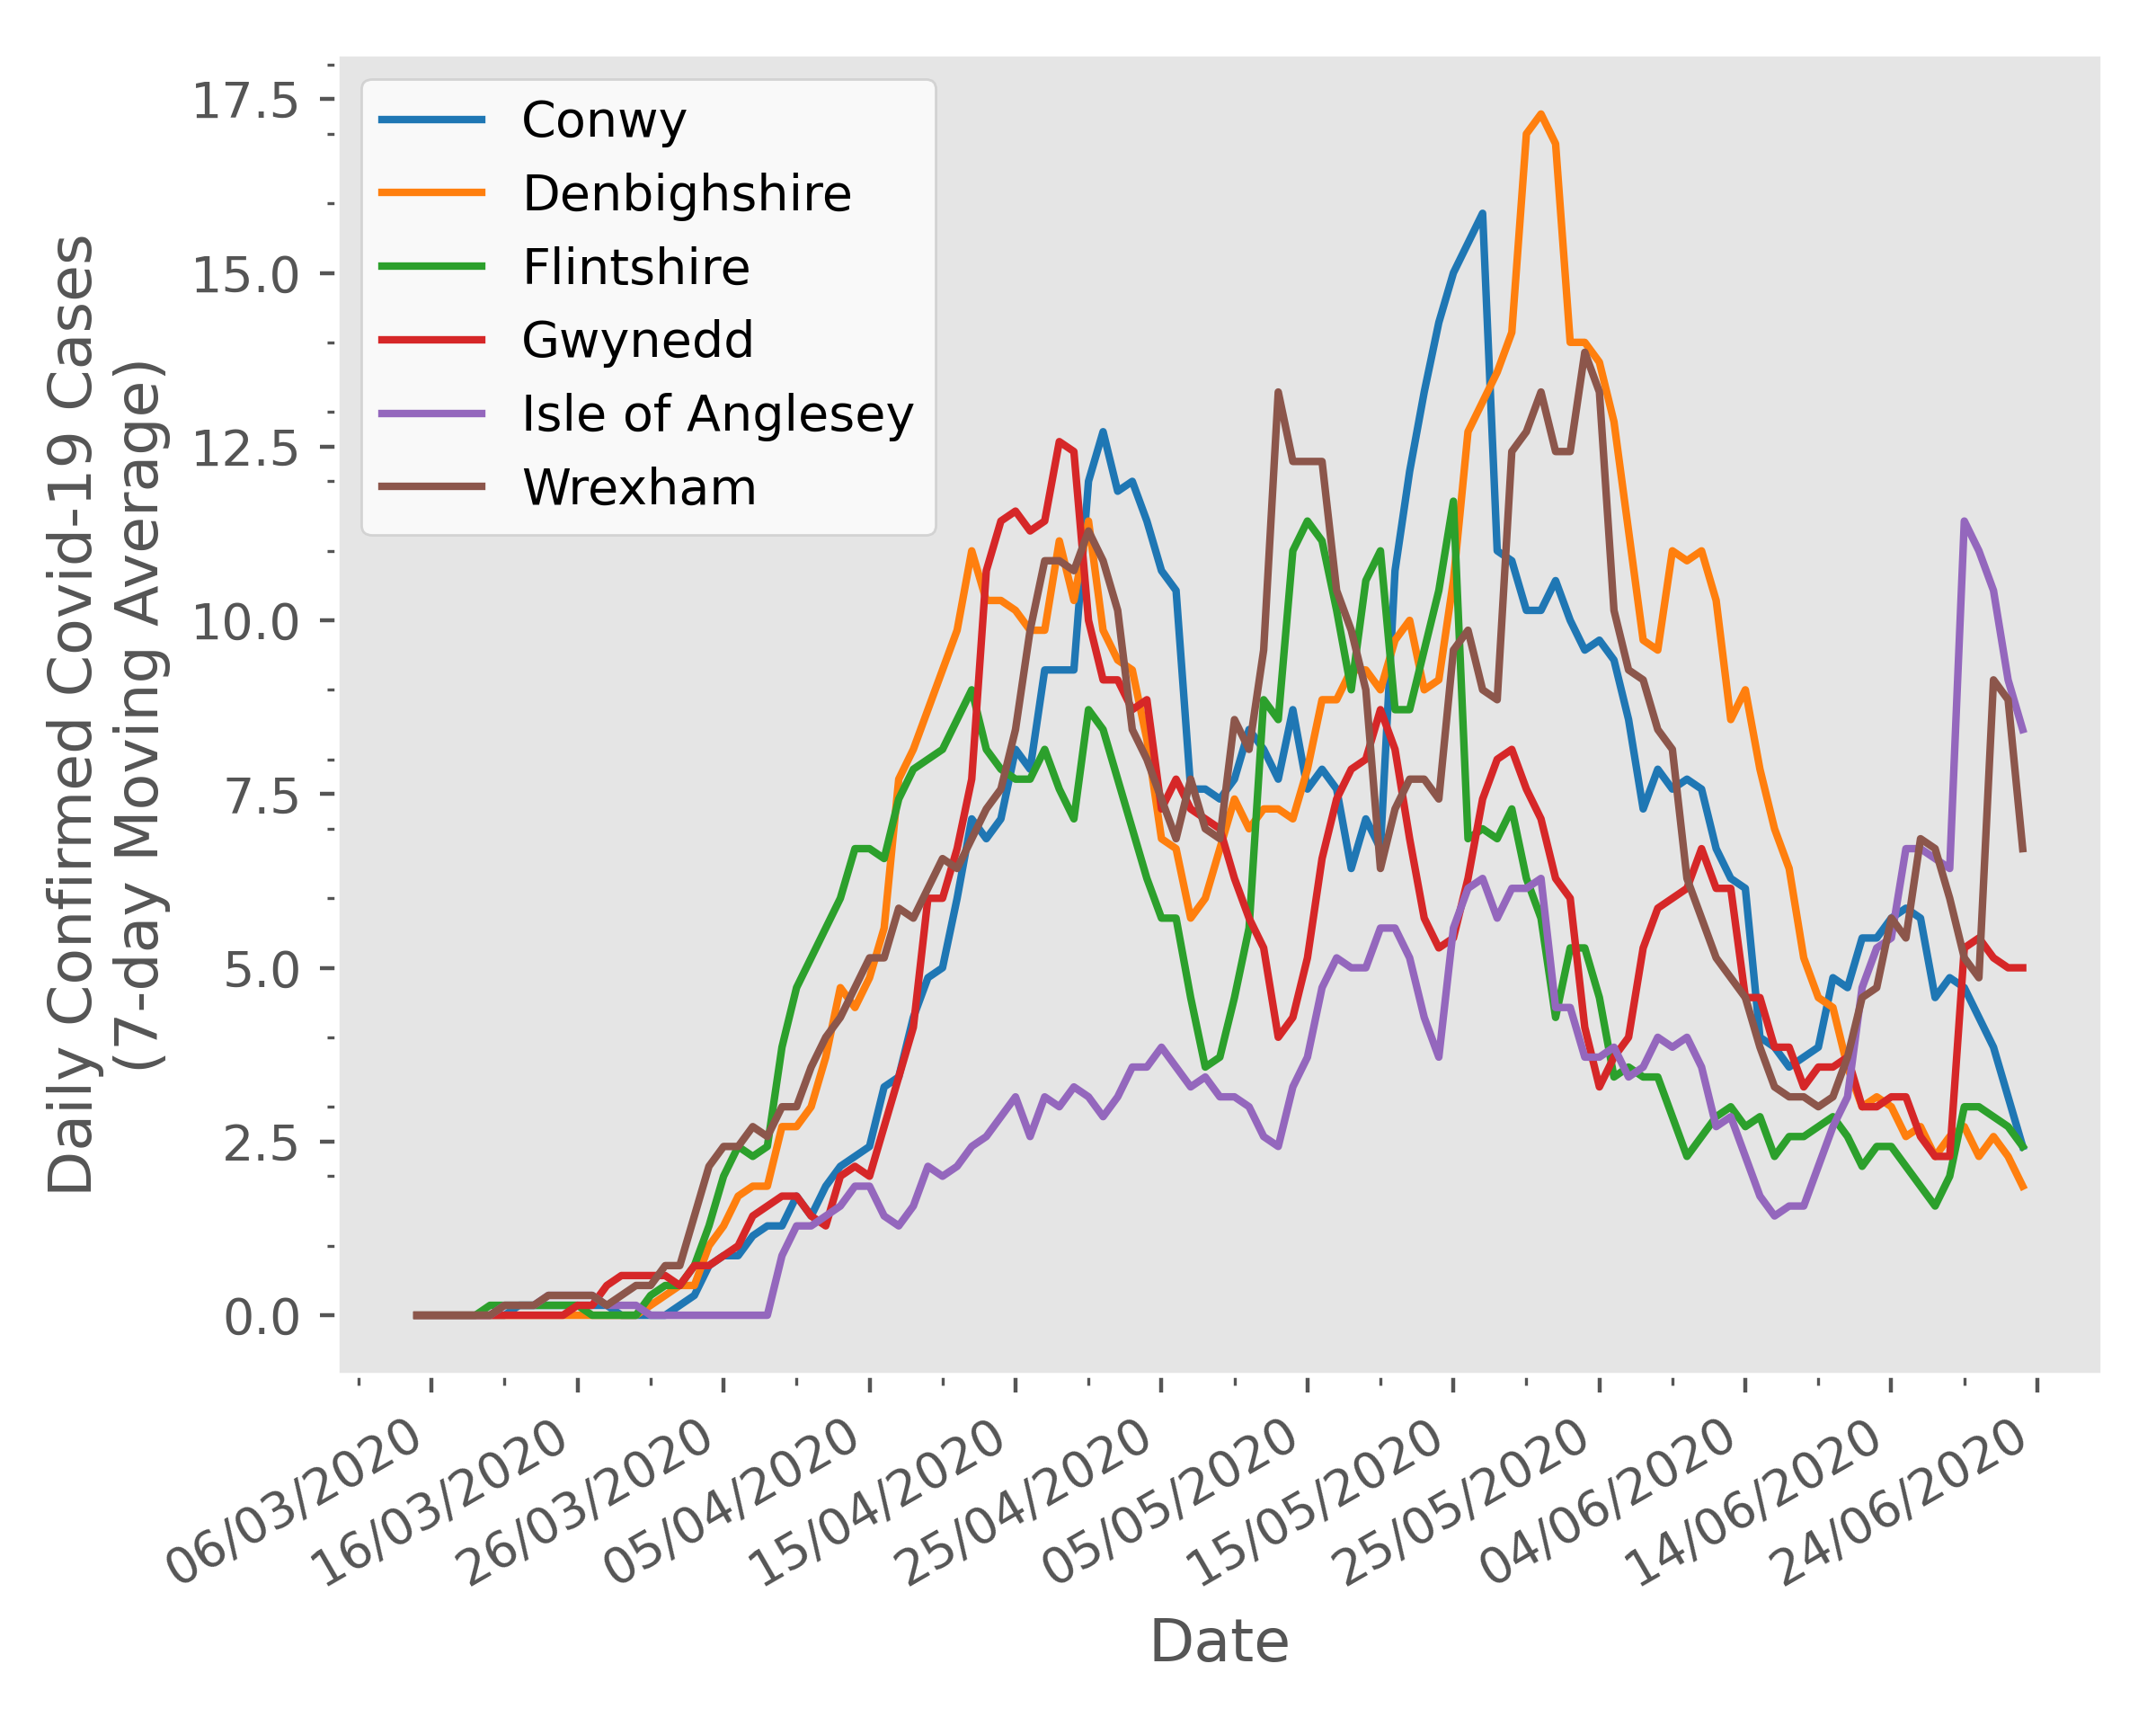 17.5
15.0
12.5
10.0
7.5
5.0
2.5
0.0
Daily Confirmed Covid-19 Cases
(7-day Moving Average)
Conwy
Denbighshire
Flintshire
Gwynedd
Isle of Anglesey
Wrexham
06/03/2020
16/03/2020
26/03/2020
05/04/2020
15/04/2020
25/04/2020
05/05/2020
15/05/2020
25/05/2020
04/06/2020
14/06/2020
24/06/2020
Date